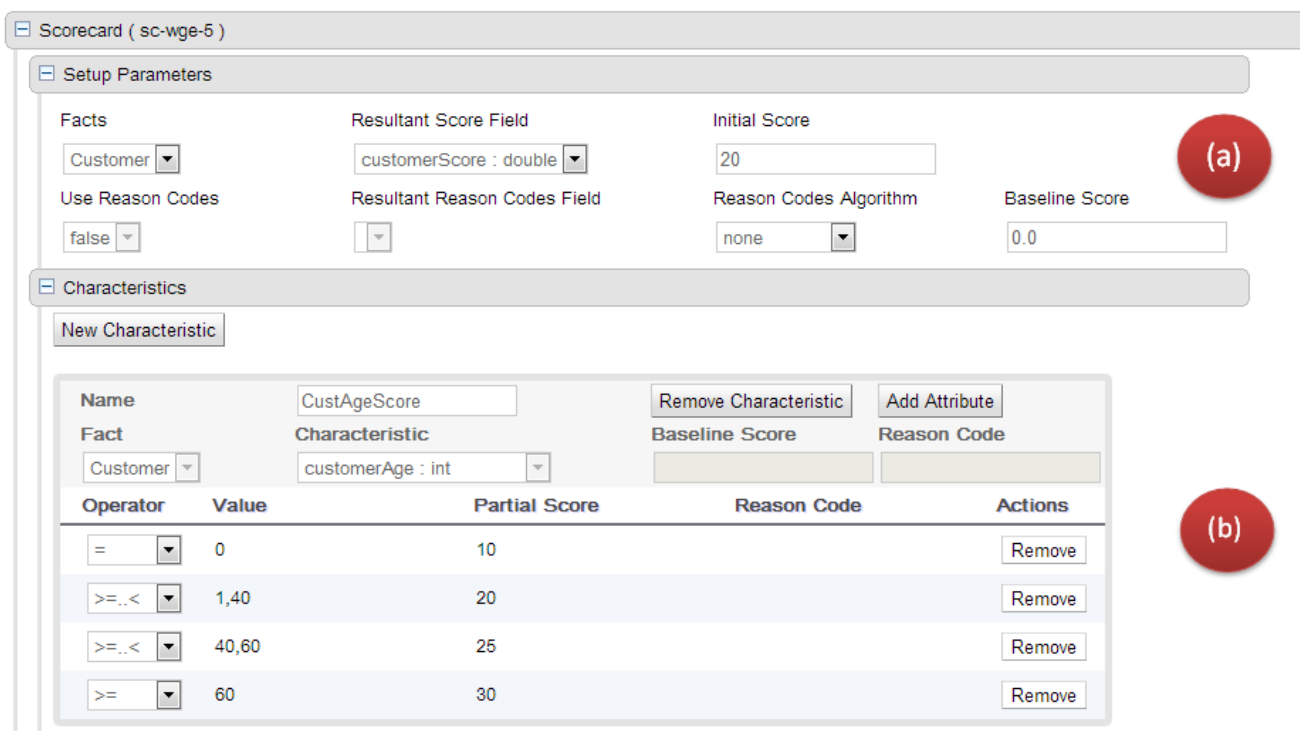 Scorecard ( sc-wge-5 )
Setup Parameters
Facts Resultant Score Field Initial Score
Customer customerScore : double 20
(a)
Use Reason Codes Resultant Reason Codes Field Reason Codes Algorithm Baseline Score
false none 0.0
Characteristics
New Characteristic
Name CustAgeScore Remove Characteristic Add Attribute
Fact Characteristic Baseline Score Reason Code
Customer customerAge : int
Operator Value Partial Score Reason Code Actions
(b)
= 0 10 Remove
>=..< 1,40 20 Remove
>=..< 40,60 25 Remove
>= 60 30 Remove